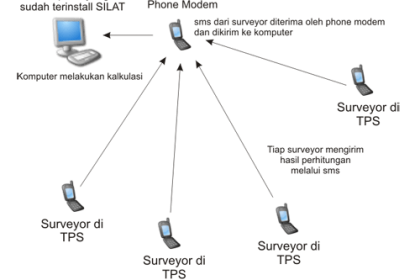 sudah terinstall SILAT
Phone Modem
sms dari surveyor diterima oleh phone modem
dan dikirim ke komputer
Komputer melakukan kalkulasi
Surveyor di
TPS
Tiap surveyor mengirim
hasil perhitungan
melalui sms
Surveyor di
TPS
Surveyor di
TPS
Surveyor di
TPS